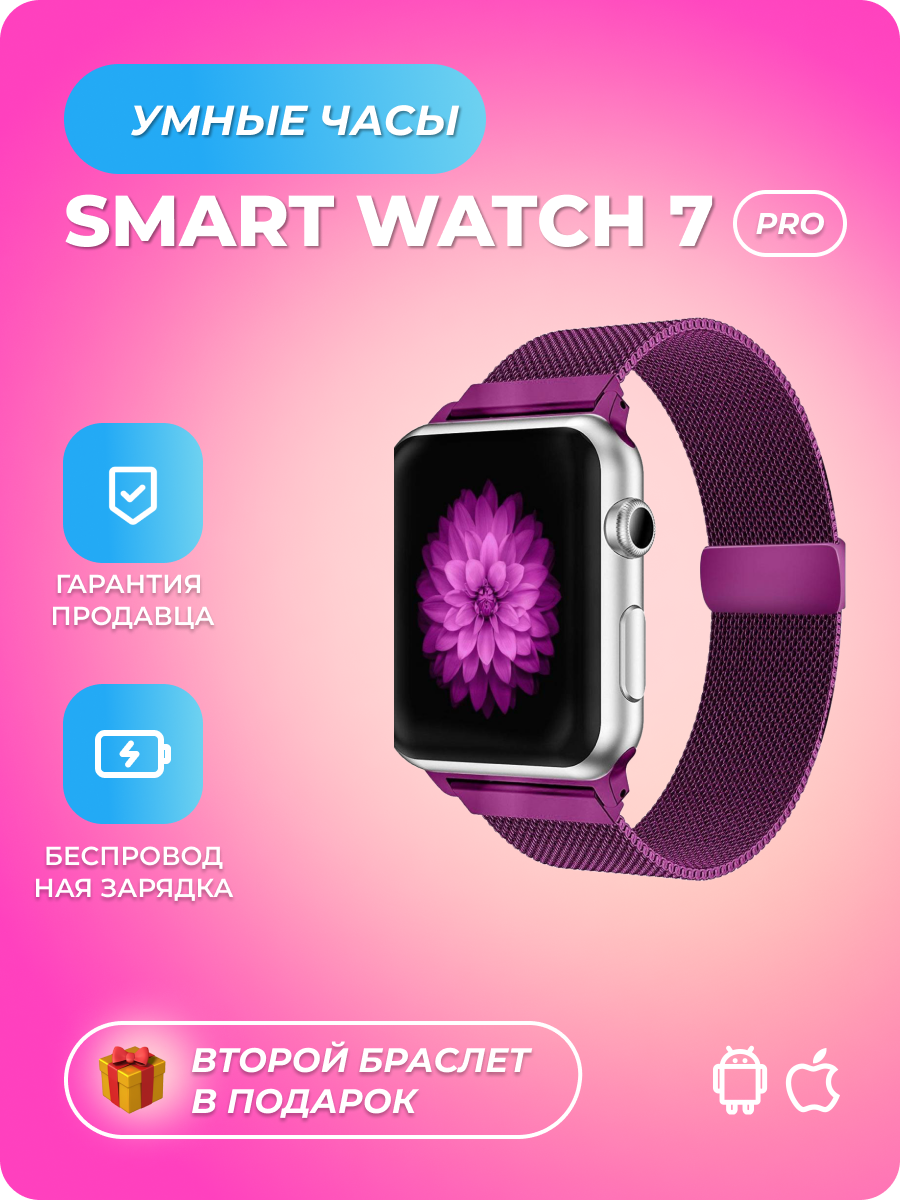 УМНЫЕ ЧАСЫ
SMART WATCH 7 PRO
ГАРАНТИЯ
ПРОДАВЦА
БЕСПРОВОД
НАЯ ЗАРЯДКА
ВТОРОЙ БРАСЛЕТ
В ПОДАРОК